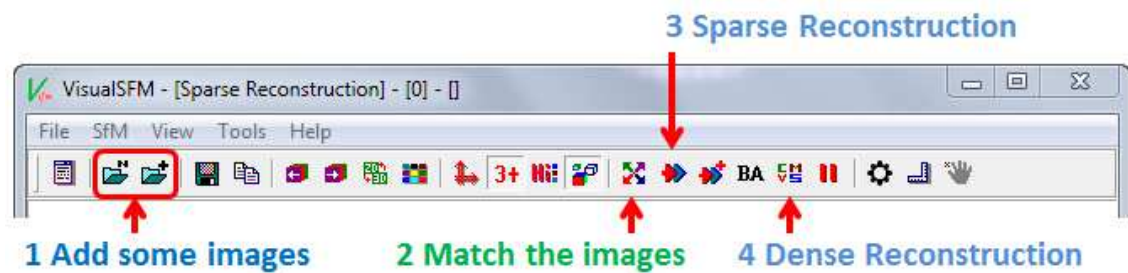 3 Sparse Reconstruction
VisualSFM - [Sparse Reconstruction] - [0] - []
File SfM View Tools Help
3+ BA
1 Add some images 2 Match the images 4 Dense Reconstruction